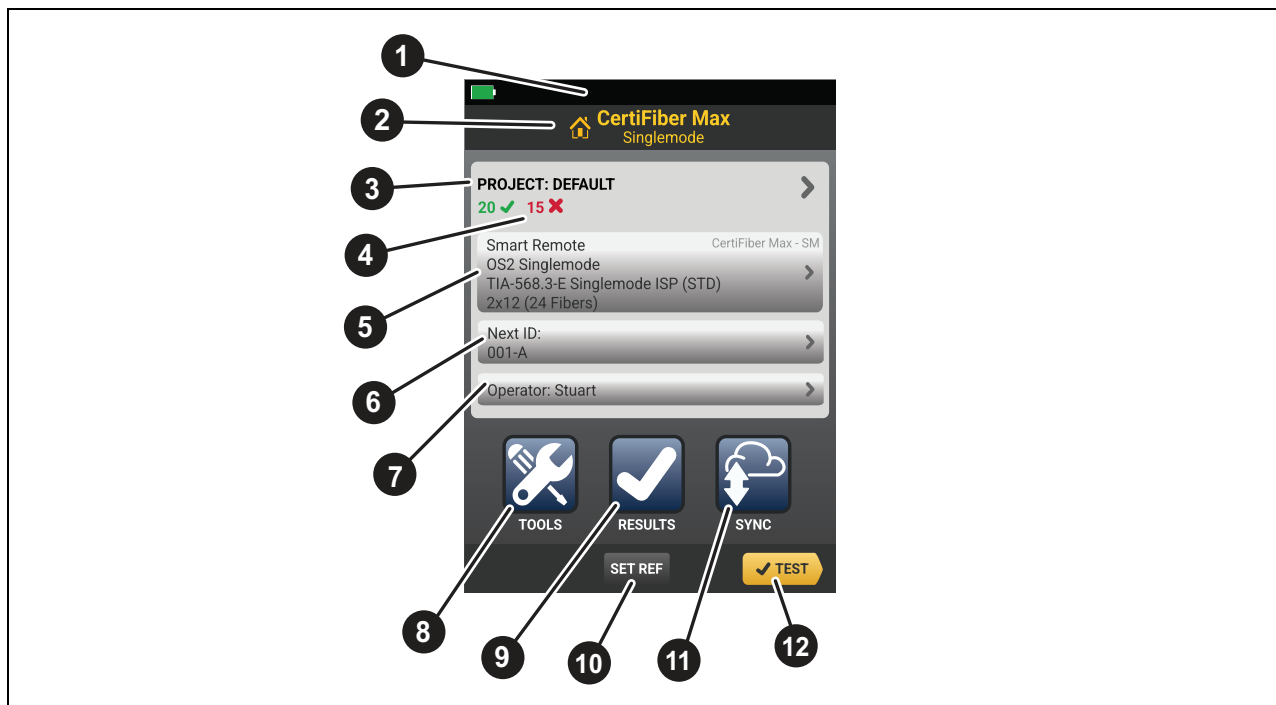 1
2
CertiFiber Max
Singlemode
3
PROJECT: DEFAULT
20 15
4
Smart Remote CertiFiber Max - SM
OS2 Singlemode
TIA-568.3-E Singlemode ISP (STD)
2x12 (24 Fibers)
5
Next ID:
001-A
6
Operator: Stuart
7
TOOLS RESULTS SYNC
SET REF TEST
8
9
10
11
12